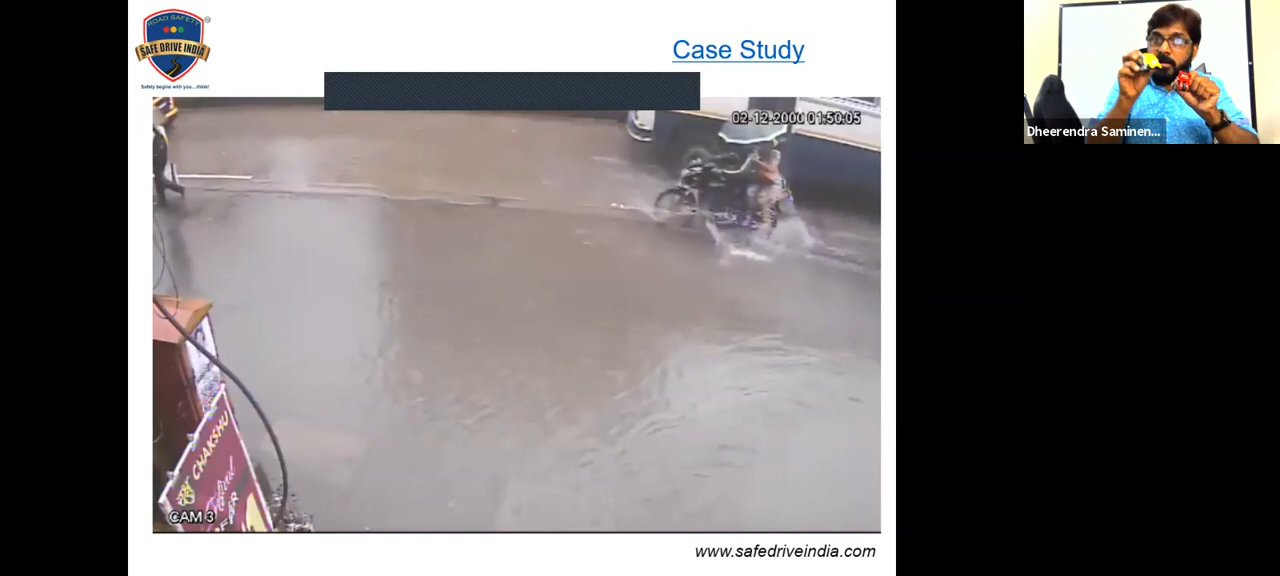 ROAD SAFETY
SAFE DRIVE INDIA
Safety begins with you...think!
Case Study
Dheerendra Saminen...
02-12-2000 01:50:05
CHAKSHU
CAM 3
www.safedriveindia.com